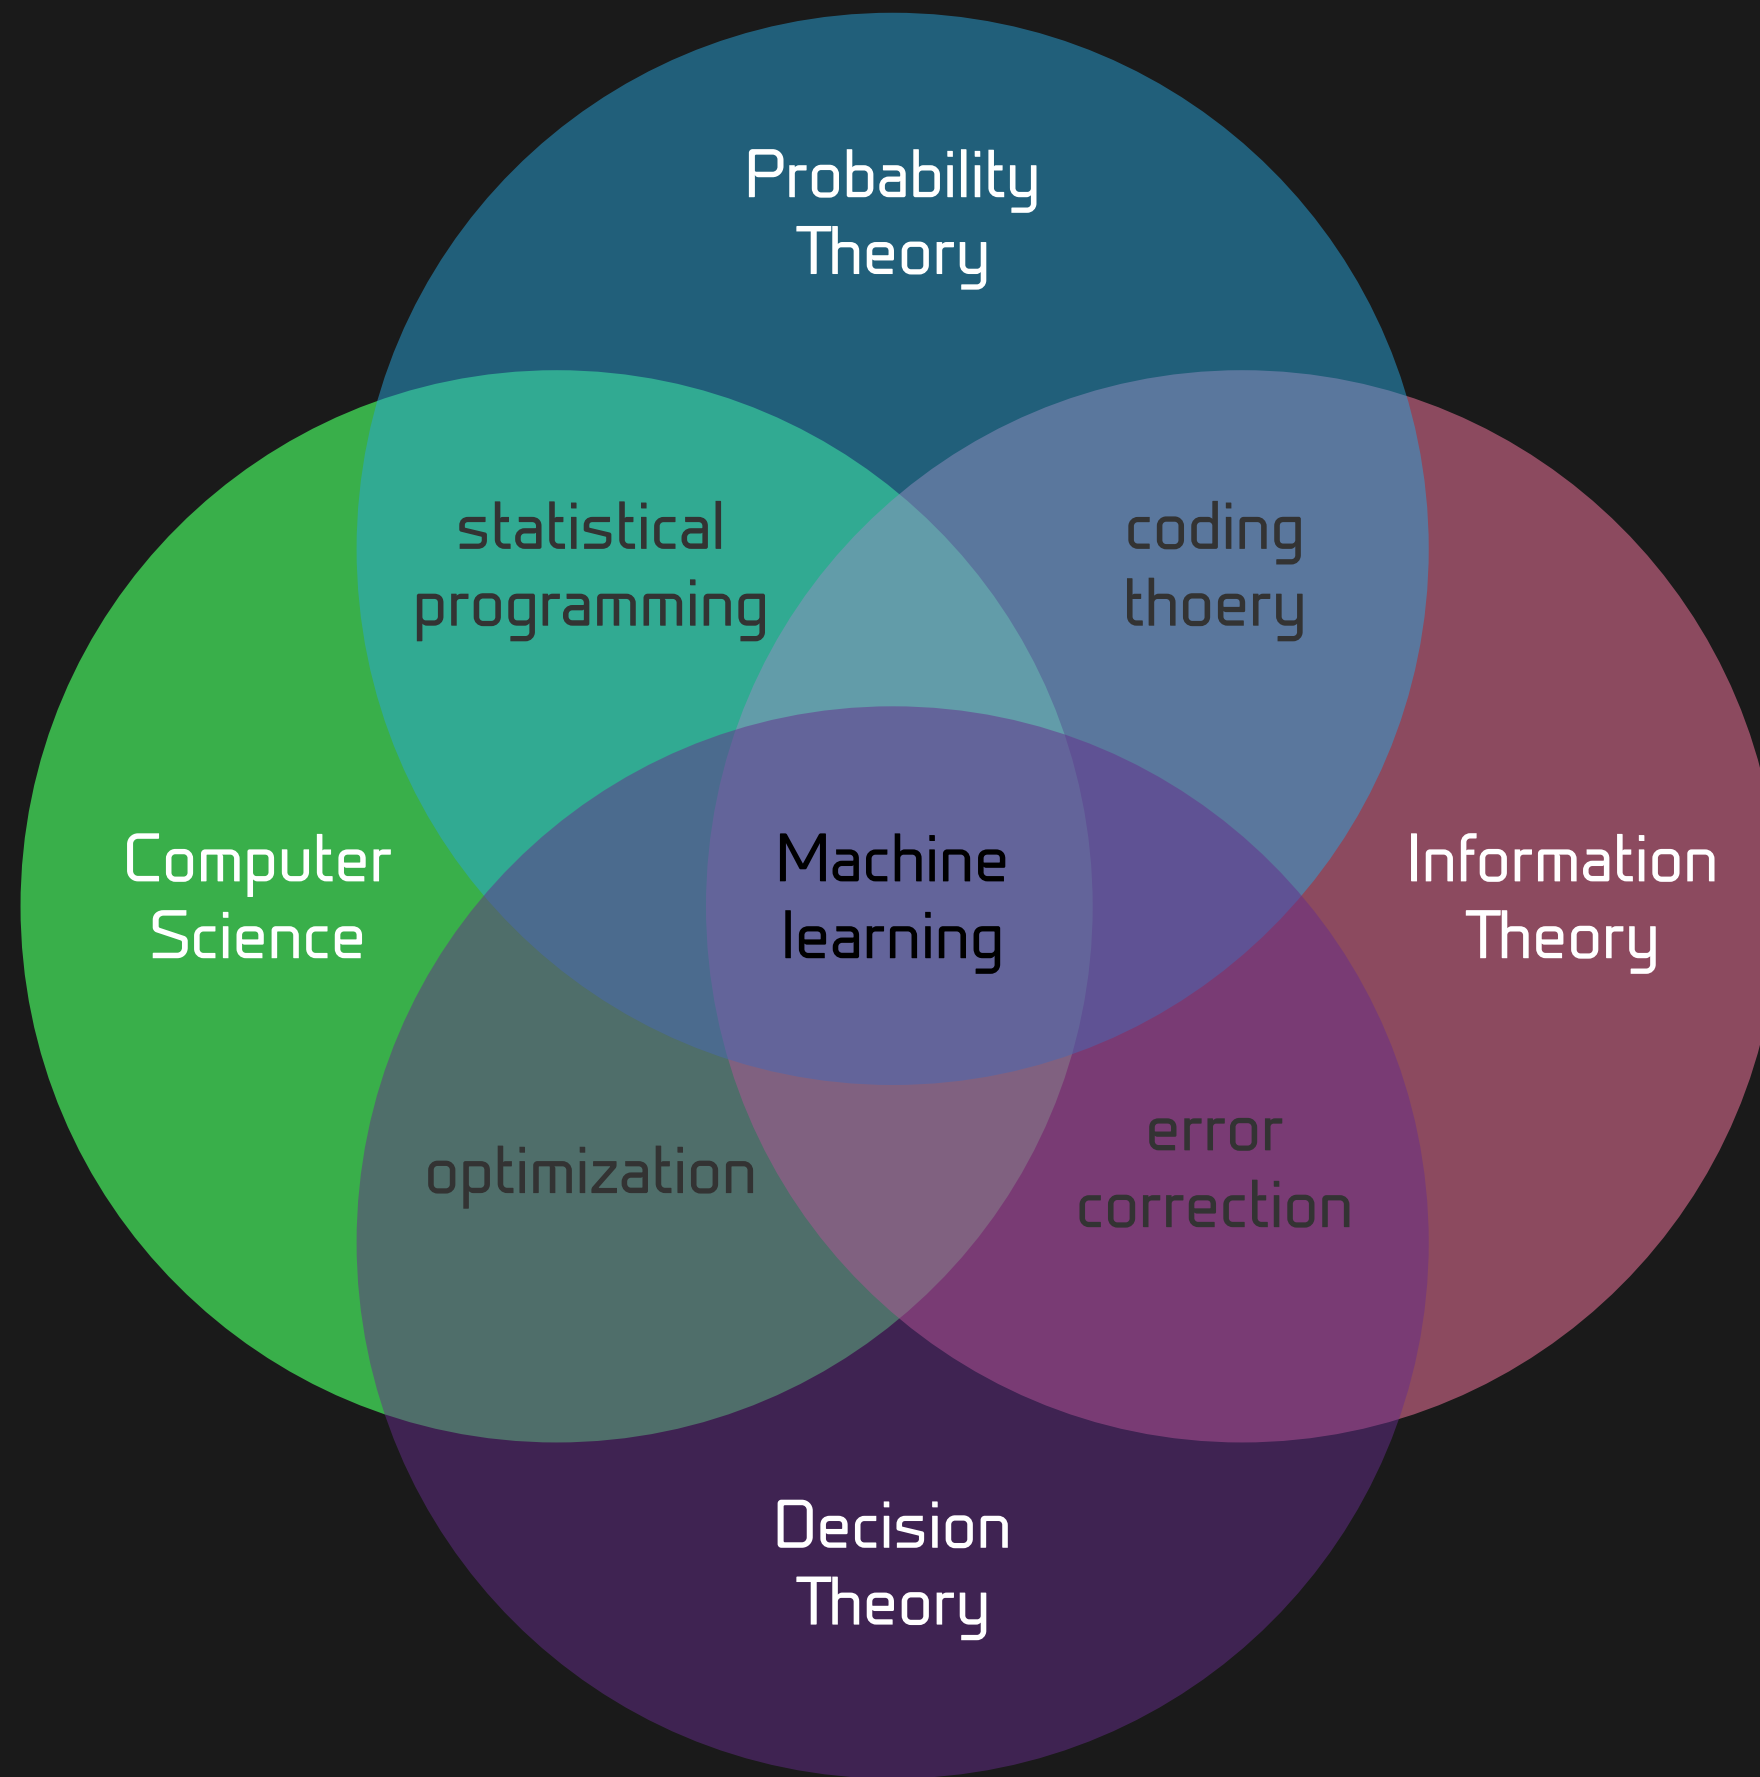 Probability
Theory
statistical
programming
coding
thoery
Computer
Science
Machine
learning
Information
Theory
optimization
error
correction
Decision
Theory